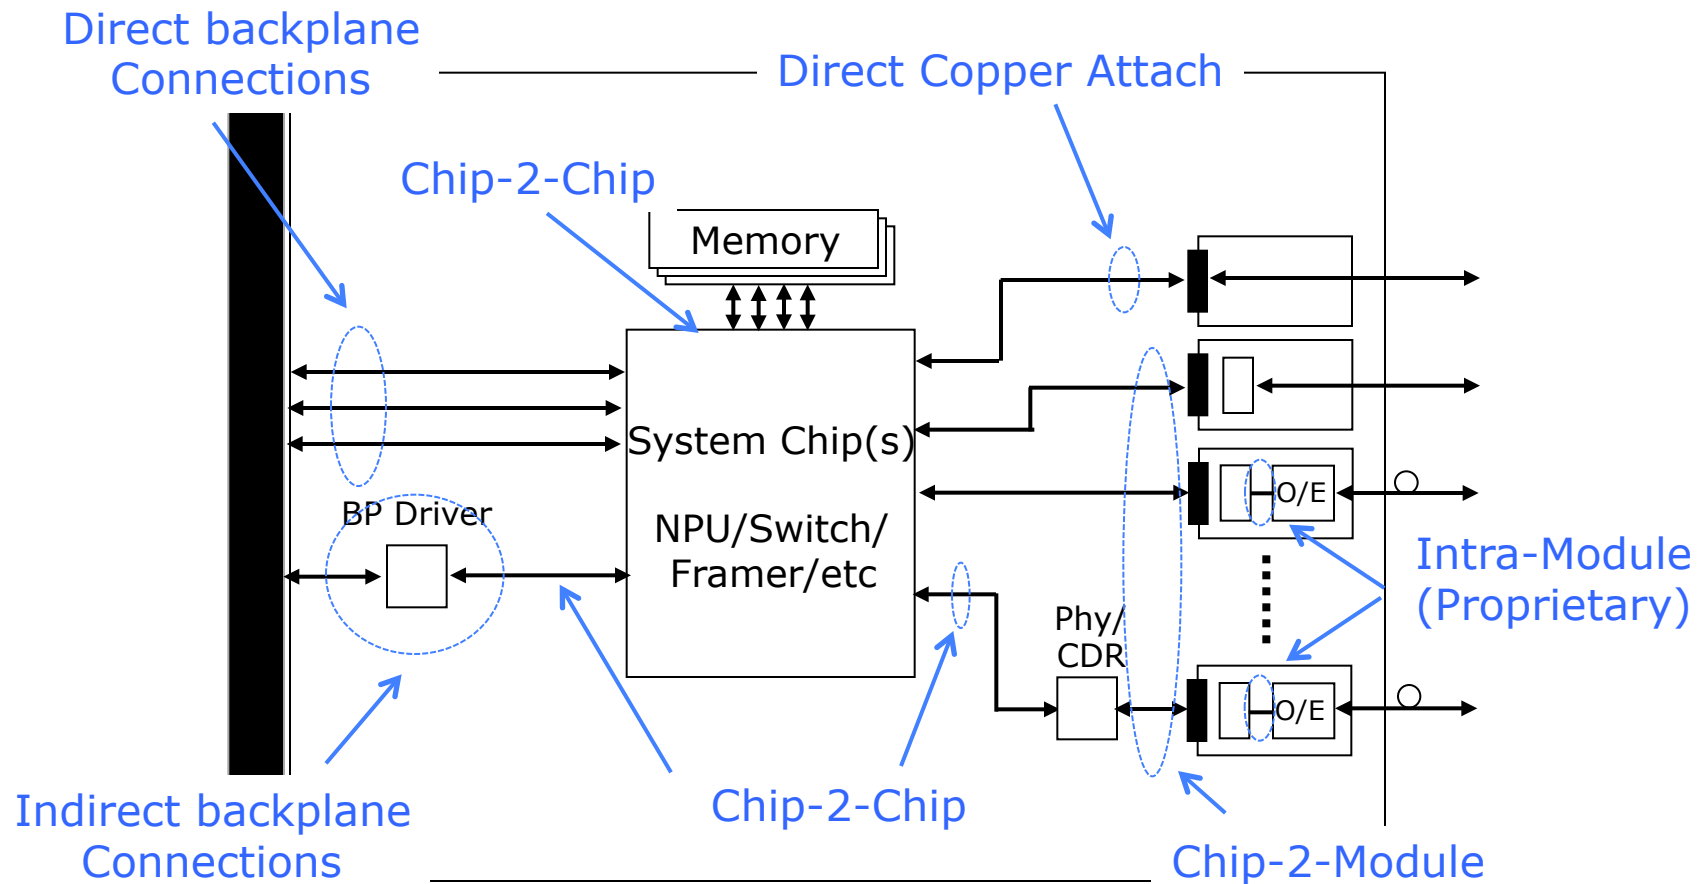 Direct backplane
Connections
Direct Copper Attach
Chip-2-Chip
Memory
System Chip(s)
NPU/Switch/
Framer/etc
BP Driver
O/E
Intra-Module
(Proprietary)
Phy/
CDR
O/E
Indirect backplane
Connections
Chip-2-Chip
Chip-2-Module